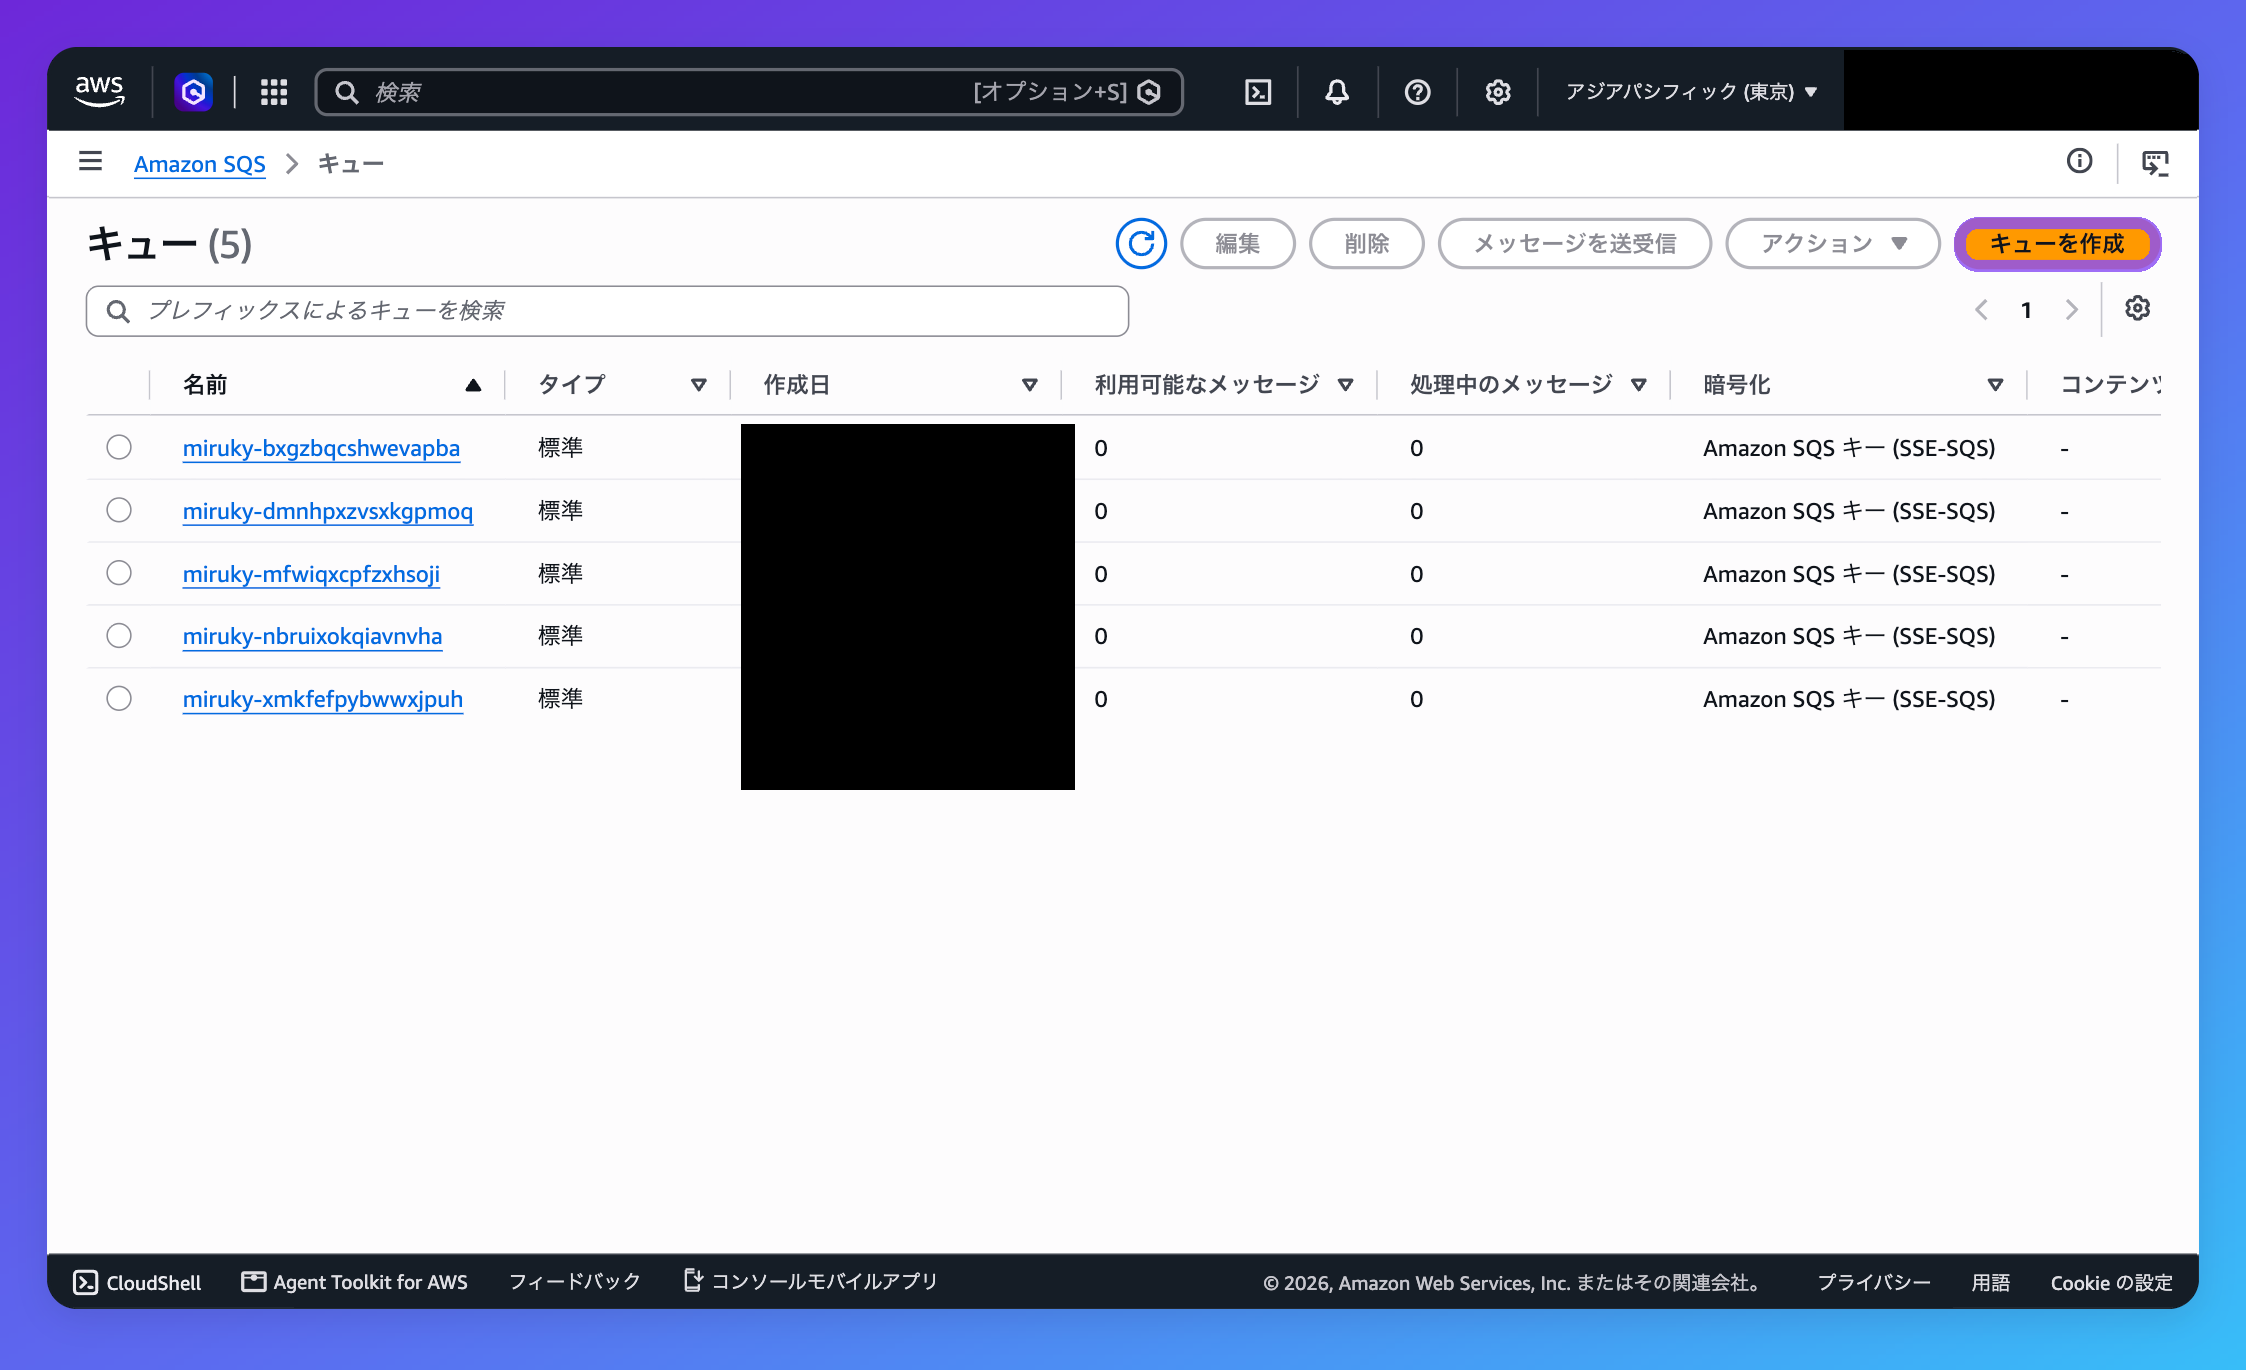 aws 検索 [オプション+S] アジアパシフィック (東京)
Amazon SQS キュー
キュー (5) 編集 削除 メッセージを送受信 アクション キューを作成
プレフィックスによるキューを検索 1
名前 タイプ 作成日 利用可能なメッセージ 処理中のメッセージ 暗号化 コンテンツ
miruky-bxgzbqcshwevapba 標準 0 0 Amazon SQS キー (SSE-SQS) -
miruky-dmnhpxzvsxkgpmoq 標準 0 0 Amazon SQS キー (SSE-SQS) -
miruky-mfwiqxcpfzxhsoji 標準 0 0 Amazon SQS キー (SSE-SQS) -
miruky-nbruixokqiavnvha 標準 0 0 Amazon SQS キー (SSE-SQS) -
miruky-xmkfefpybwwxjpuh 標準 0 0 Amazon SQS キー (SSE-SQS) -
CloudShell Agent Toolkit for AWS フィードバック コンソールモバイルアプリ © 2026, Amazon Web Services, Inc. またはその関連会社。 プライバシー 用語 Cookie の設定